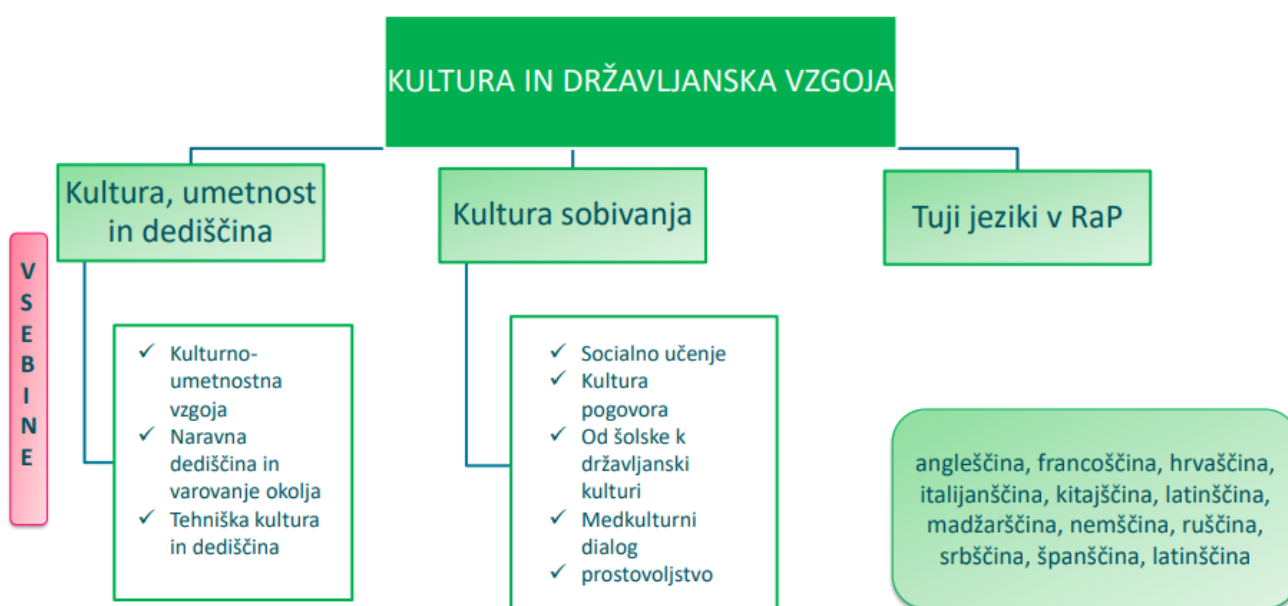 KULTURA IN DRŽAVLJANSKA VZGOJA
Kultura, umetnost
in dediščina
Kultura sobivanja
Tuji jeziki v RaP
V
S
E
B
I
N
E
✓ Kulturno-
umetnostna
vzgoja
✓ Naravna
dediščina in
varovanje okolja
✓ Tehniška kultura
in dediščina
✓ Socialno učenje
✓ Kultura
pogovora
✓ Od šolske k
državljanski
kulturi
✓ Medkulturni
dialog
✓ prostovoljstvo
angleščina, francoščina, hrvaščina,
italijanščina, kitajščina, latinščina,
madžarščina, nemščina, ruščina,
srbščina, španščina, latinščina